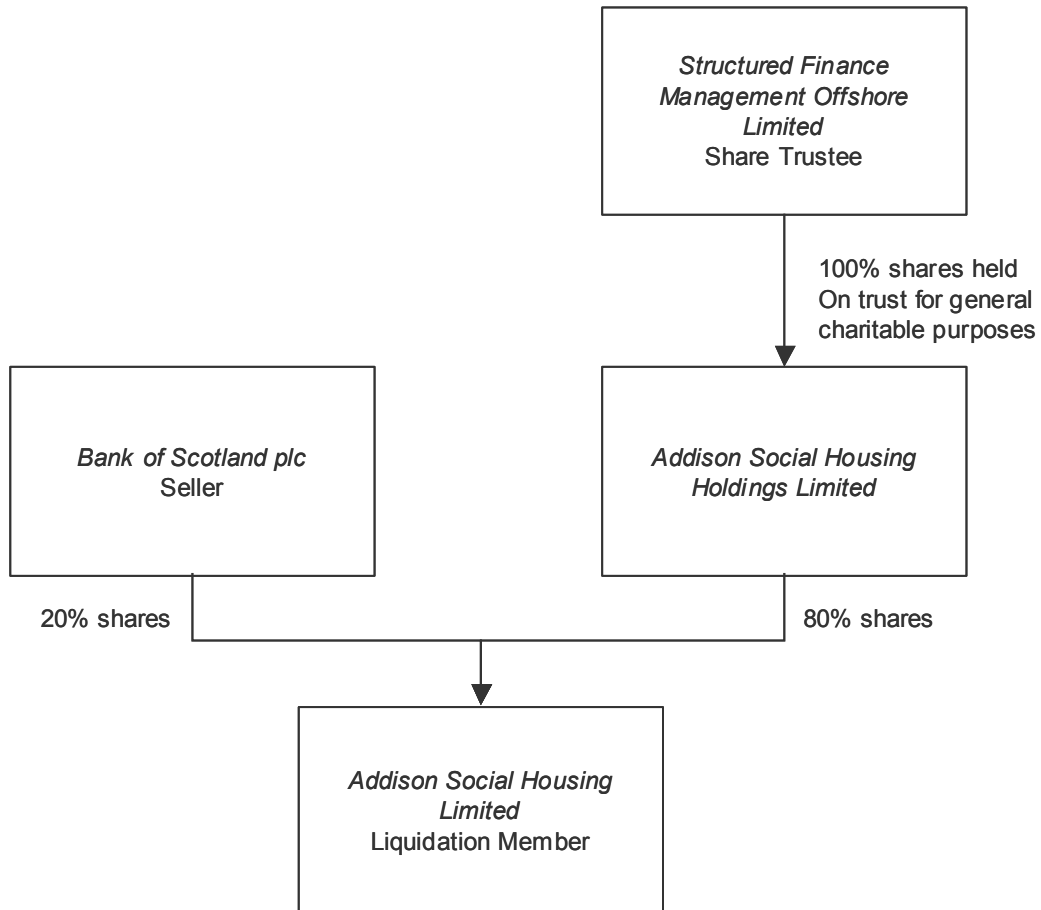 Structured Finance
Management Offshore
Limited
Share Trustee
100% shares held
On trust for general
charitable purposes
Bank of Scotland plc
Seller
Addison Social Housing
Holdings Limited
20% shares
80% shares
Addison Social Housing
Limited
Liquidation Member